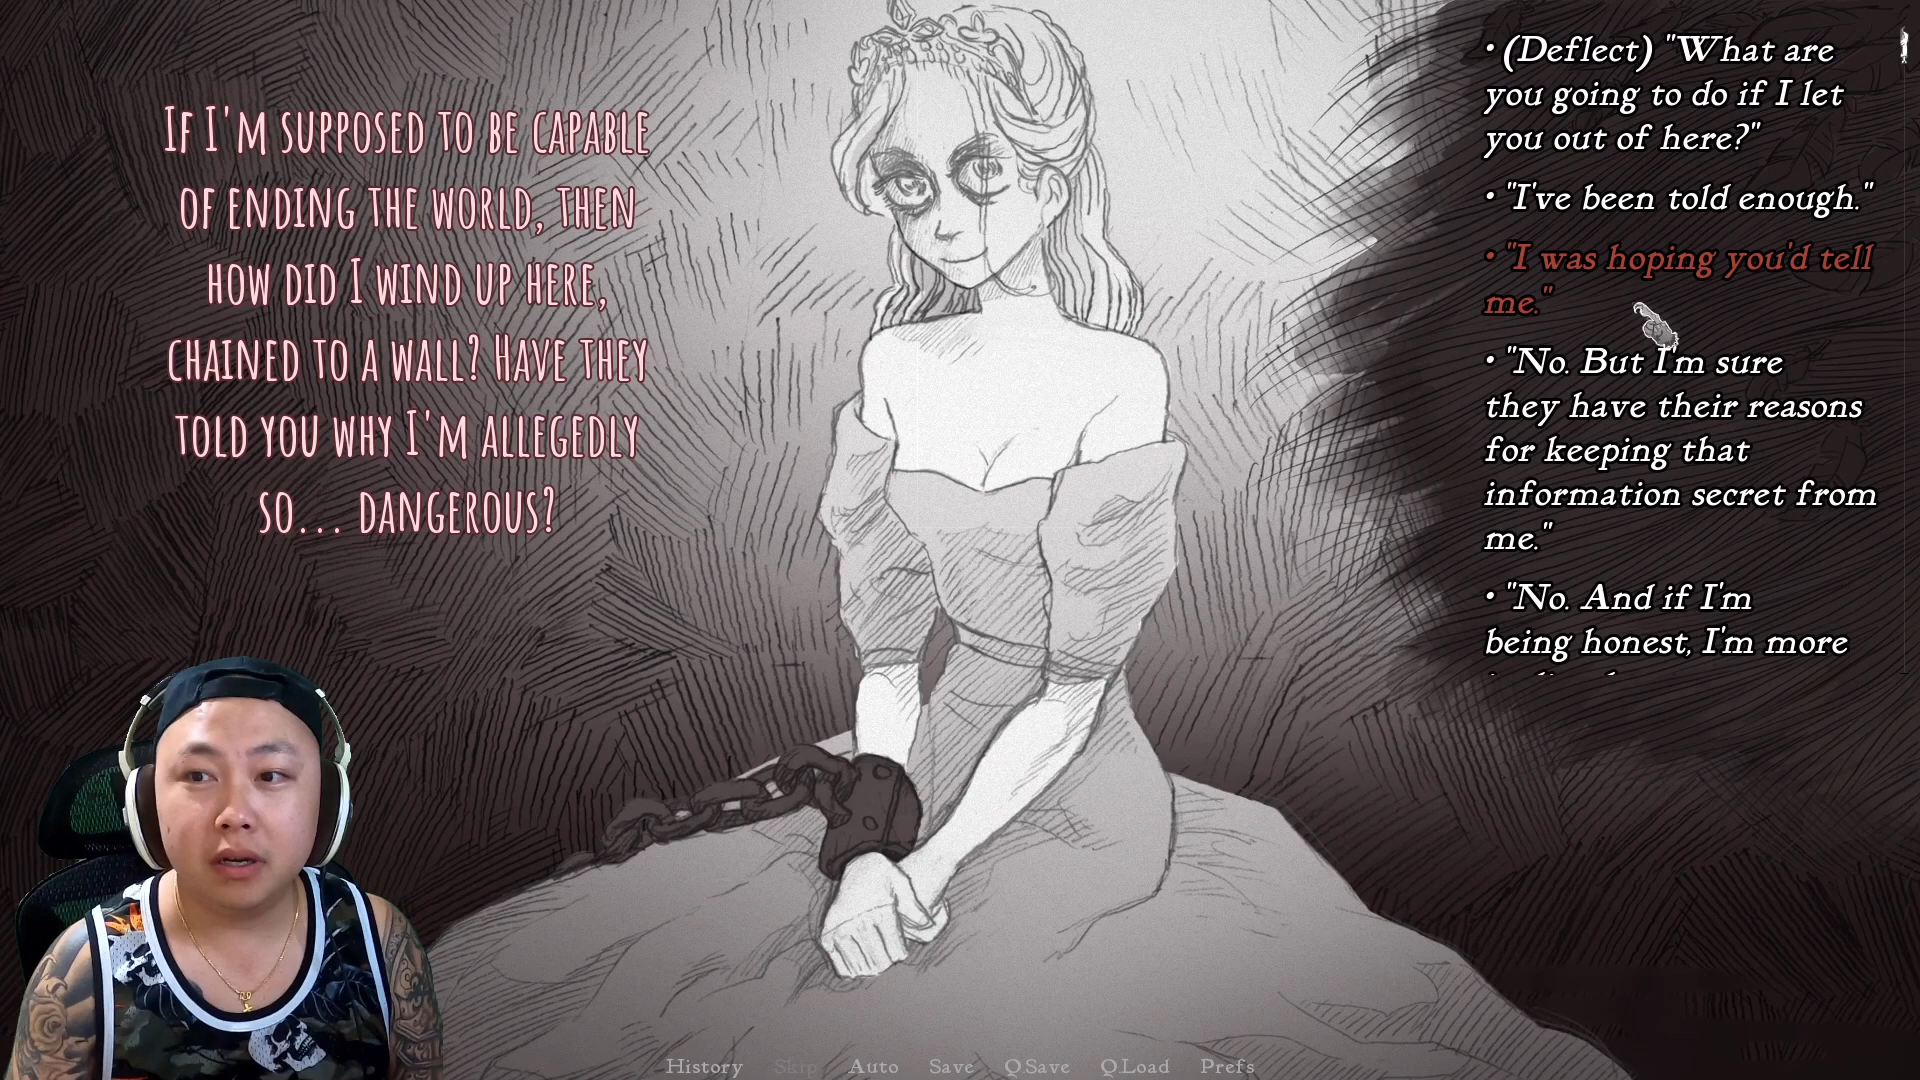 If I'm supposed to be capable
of ending the world, then
how did I wind up here,
chained to a wall? Have they
told you why I'm allegedly
so... dangerous?
• (Deflect) "What are
you going to do if I let
you out of here?"
• "I've been told enough."
• "I was hoping you'd tell
me."
• "No. But I'm sure
they have their reasons
for keeping that
information secret from
me."
• "No. And if I'm
being honest, I'm more
History Skip Auto Save Q.Save Q.Load Prefs